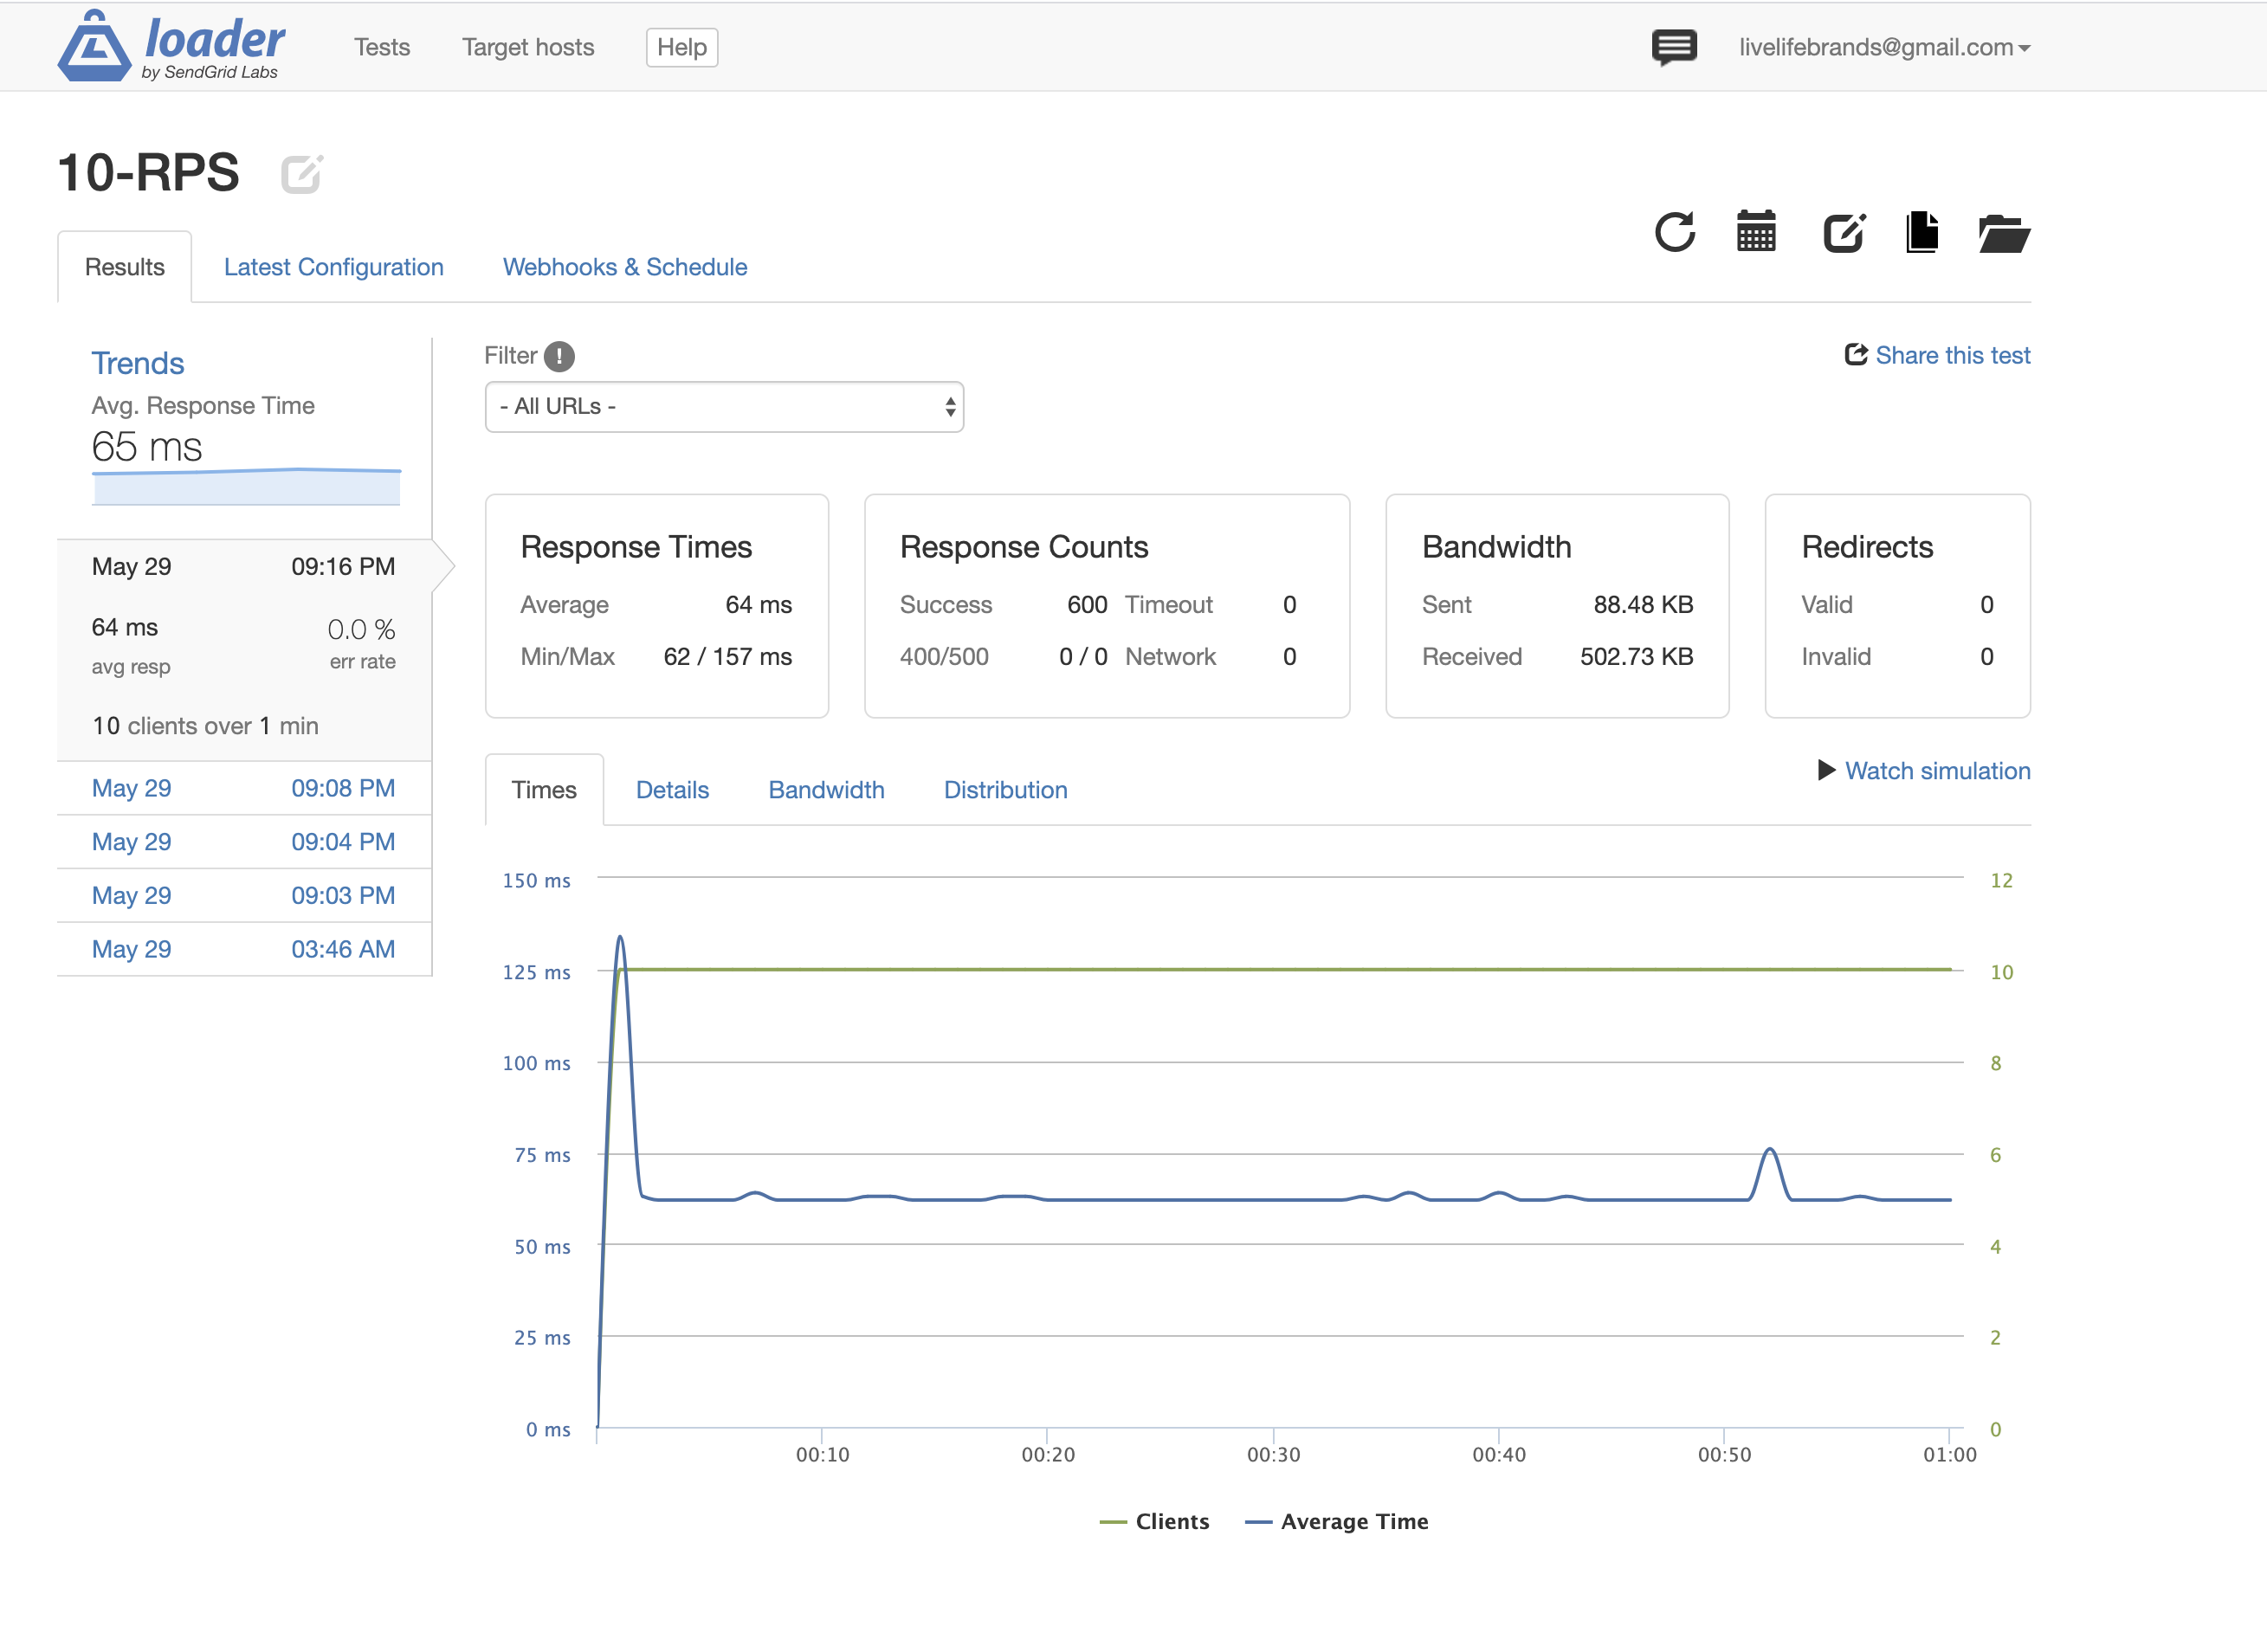 loader
by SendGrid Labs
Tests Target hosts Help livelifebrands@gmail.com
10-RPS
Results Latest Configuration Webhooks & Schedule
Trends
Avg. Response Time
65 ms
May 29 09:16 PM
64 ms 0.0 %
avg resp err rate
10 clients over 1 min
May 29 09:08 PM
May 29 09:04 PM
May 29 09:03 PM
May 29 03:46 AM
Filter !
Share this test
- All URLs -
Response Times
Average 64 ms
Min/Max 62 / 157 ms
Response Counts
Success 600 Timeout 0
400/500 0 / 0 Network 0
Bandwidth
Sent 88.48 KB
Received 502.73 KB
Redirects
Valid 0
Invalid 0
Times Details Bandwidth Distribution
Watch simulation
150 ms 12
125 ms 10
100 ms 8
75 ms 6
50 ms 4
25 ms 2
0 ms 0
00:10 00:20 00:30 00:40 00:50 01:00
Clients Average Time